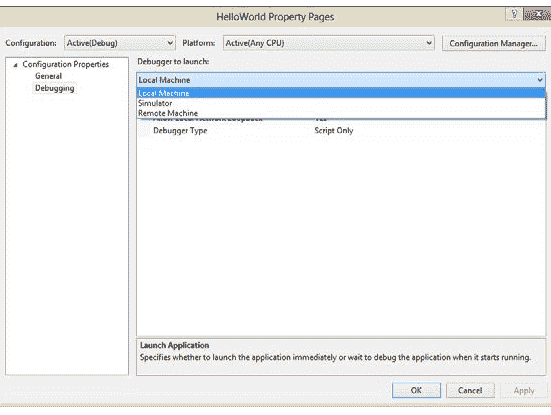 HelloWorld Property Pages
?
Configuration: Active(Debug) Platform: Active(Any CPU) Configuration Manager...
Configuration Properties
General
Debugging
Debugger to launch:
Local Machine
Local Machine
Simulator
Remote Machine
Debugger Type Script Only
Launch Application
Specifies whether to launch the application immediately or wait to debug the application when it starts running.
OK Cancel Apply